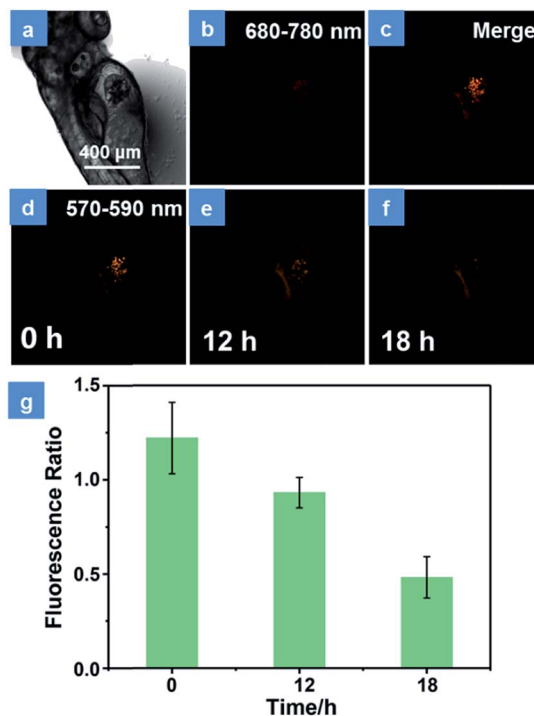 a
400 µm
b 680-780 nm
c Merge
d 570-590 nm
0 h
e
12 h
f
18 h
g
Fluorescence Ratio
1.5
1.0
0.5
0.0
0 12 18
Time/h